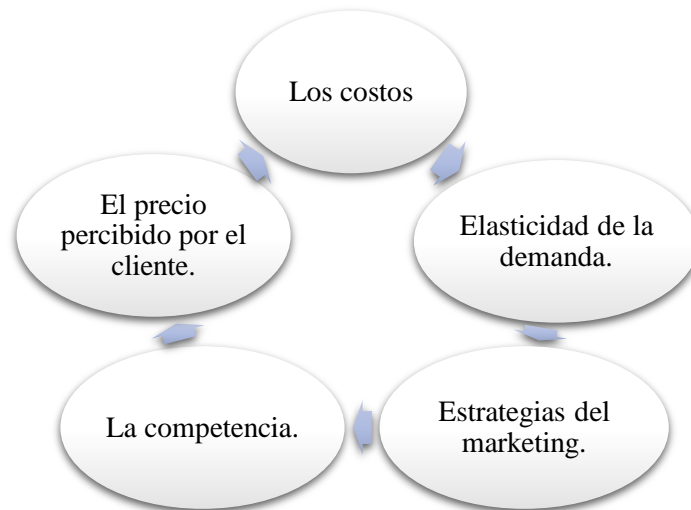 Los costos
Elasticidad de la
demanda.
Estrategias del
marketing.
La competencia.
El precio
percibido por el
cliente.